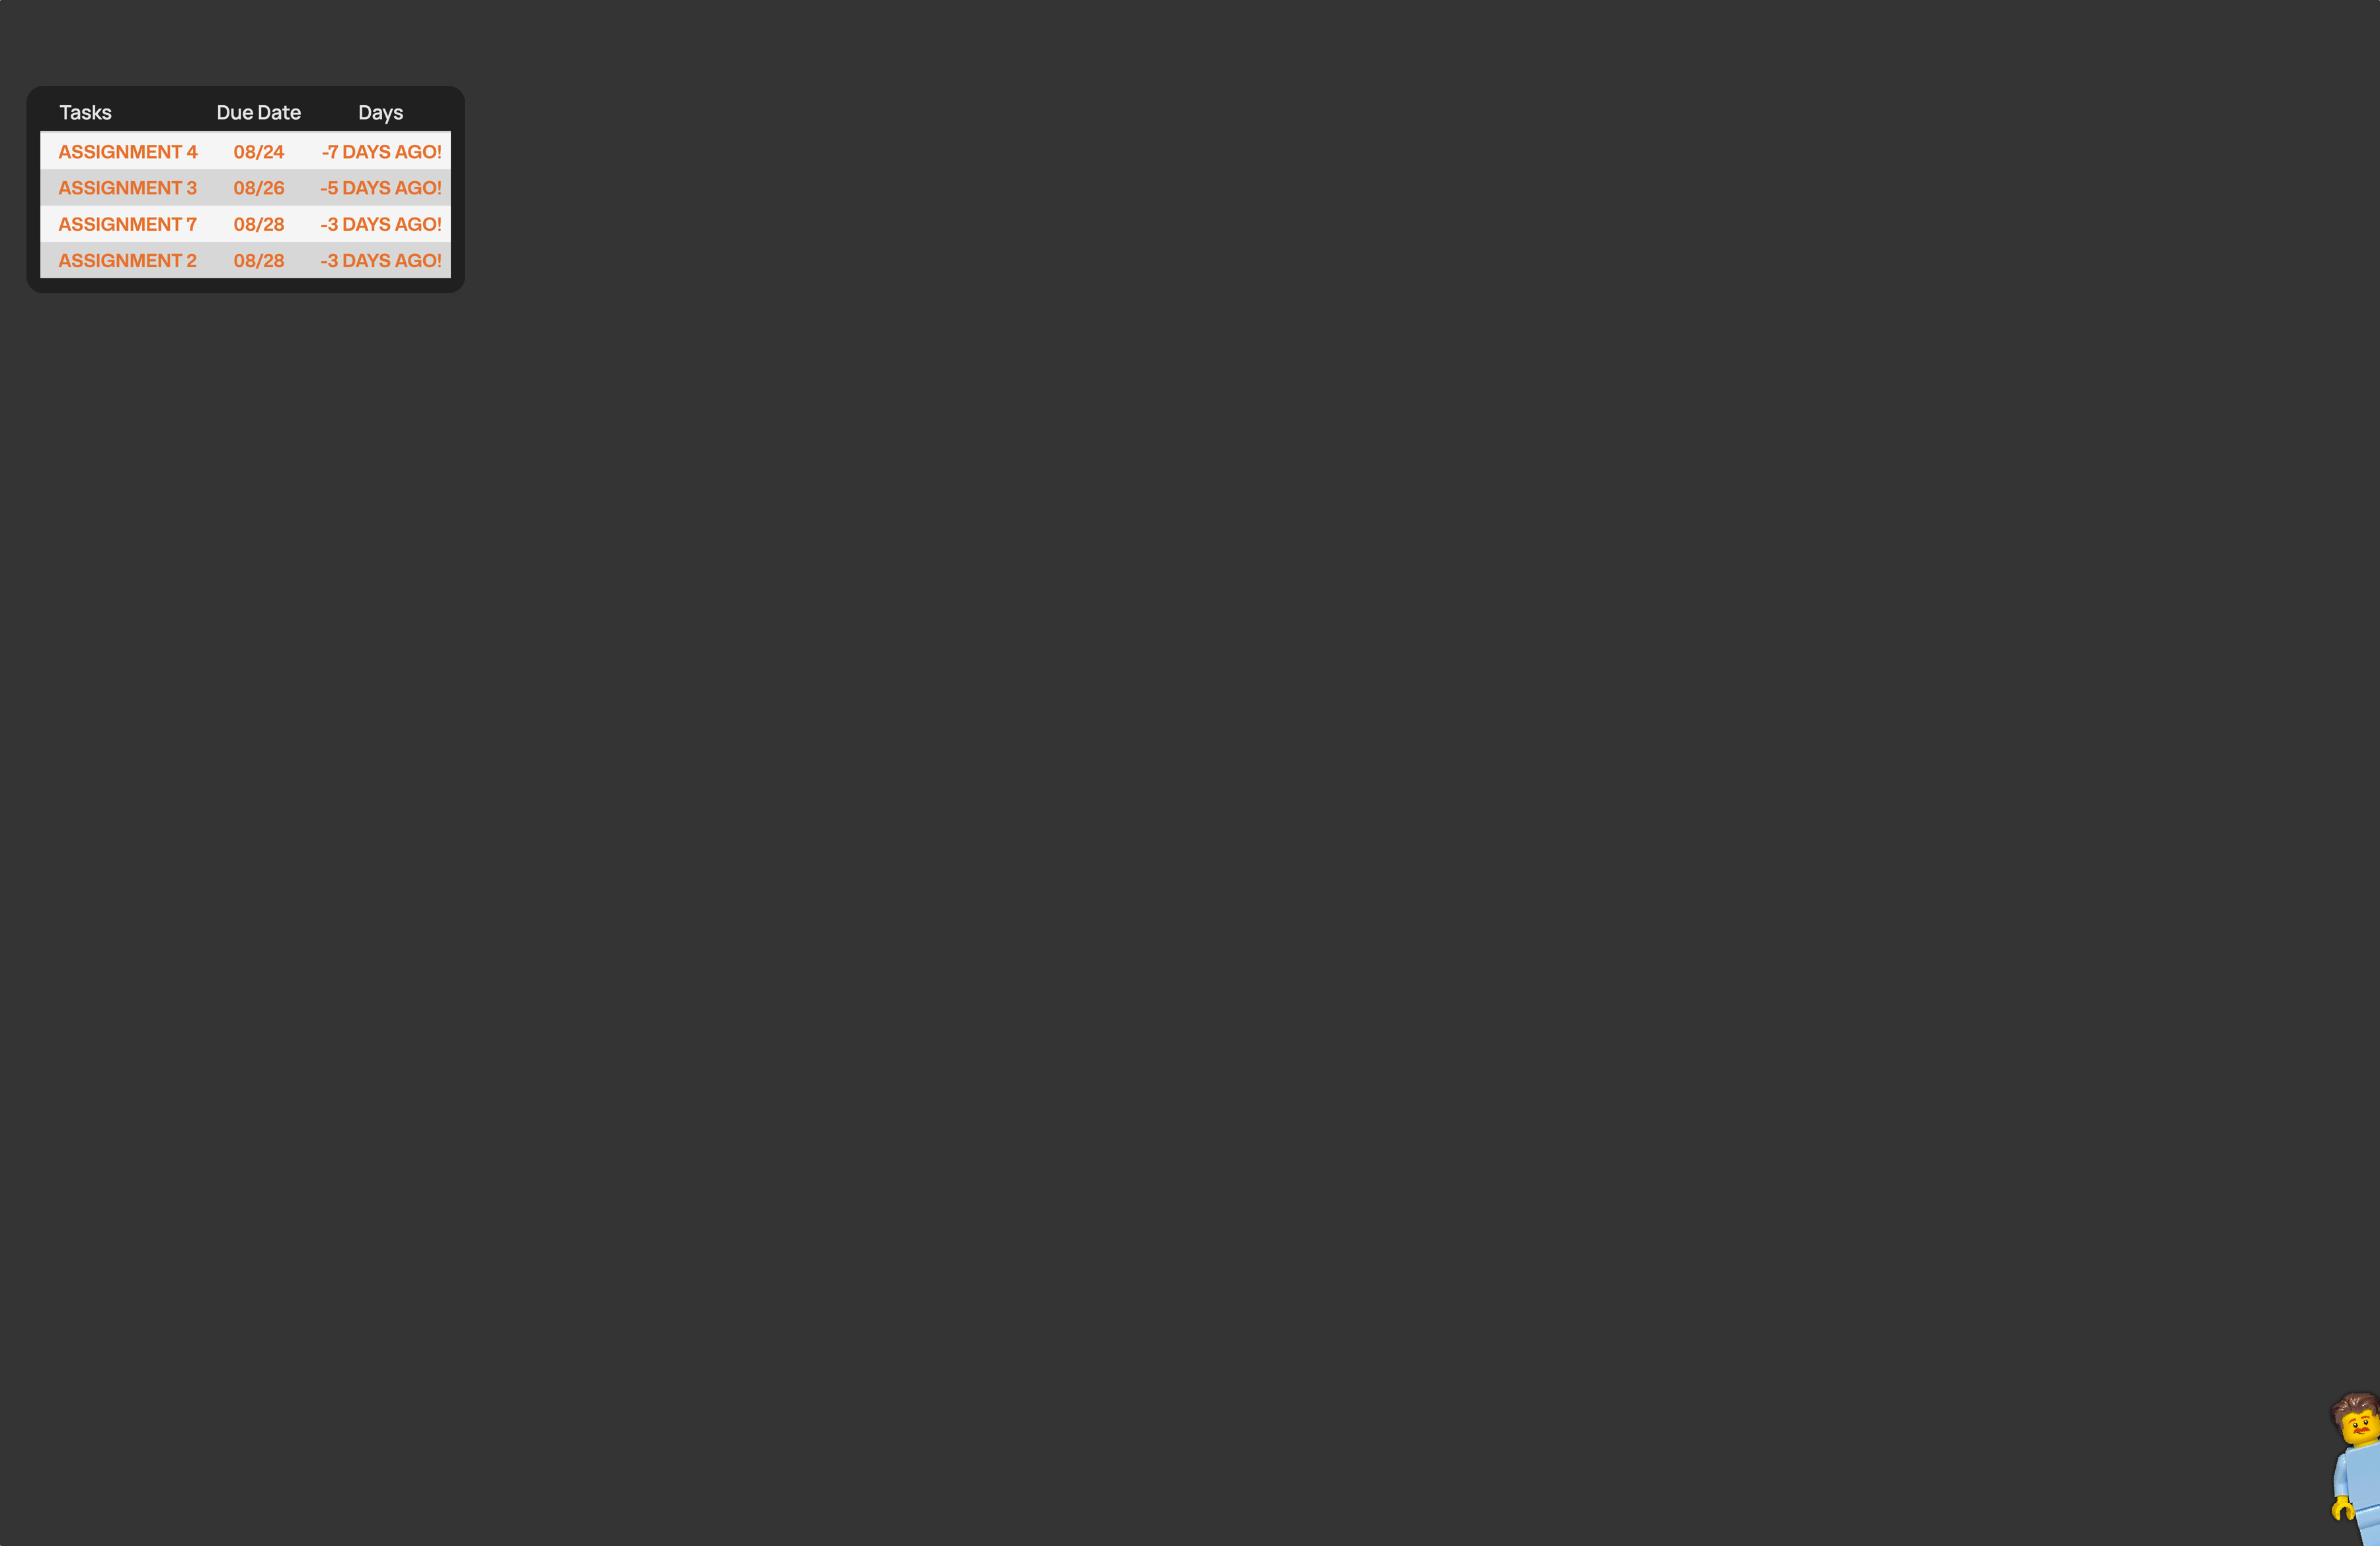 Tasks Due Date Days
ASSIGNMENT 4 08/24 -7 DAYS AGO!
ASSIGNMENT 3 08/26 -5 DAYS AGO!
ASSIGNMENT 7 08/28 -3 DAYS AGO!
ASSIGNMENT 2 08/28 -3 DAYS AGO!